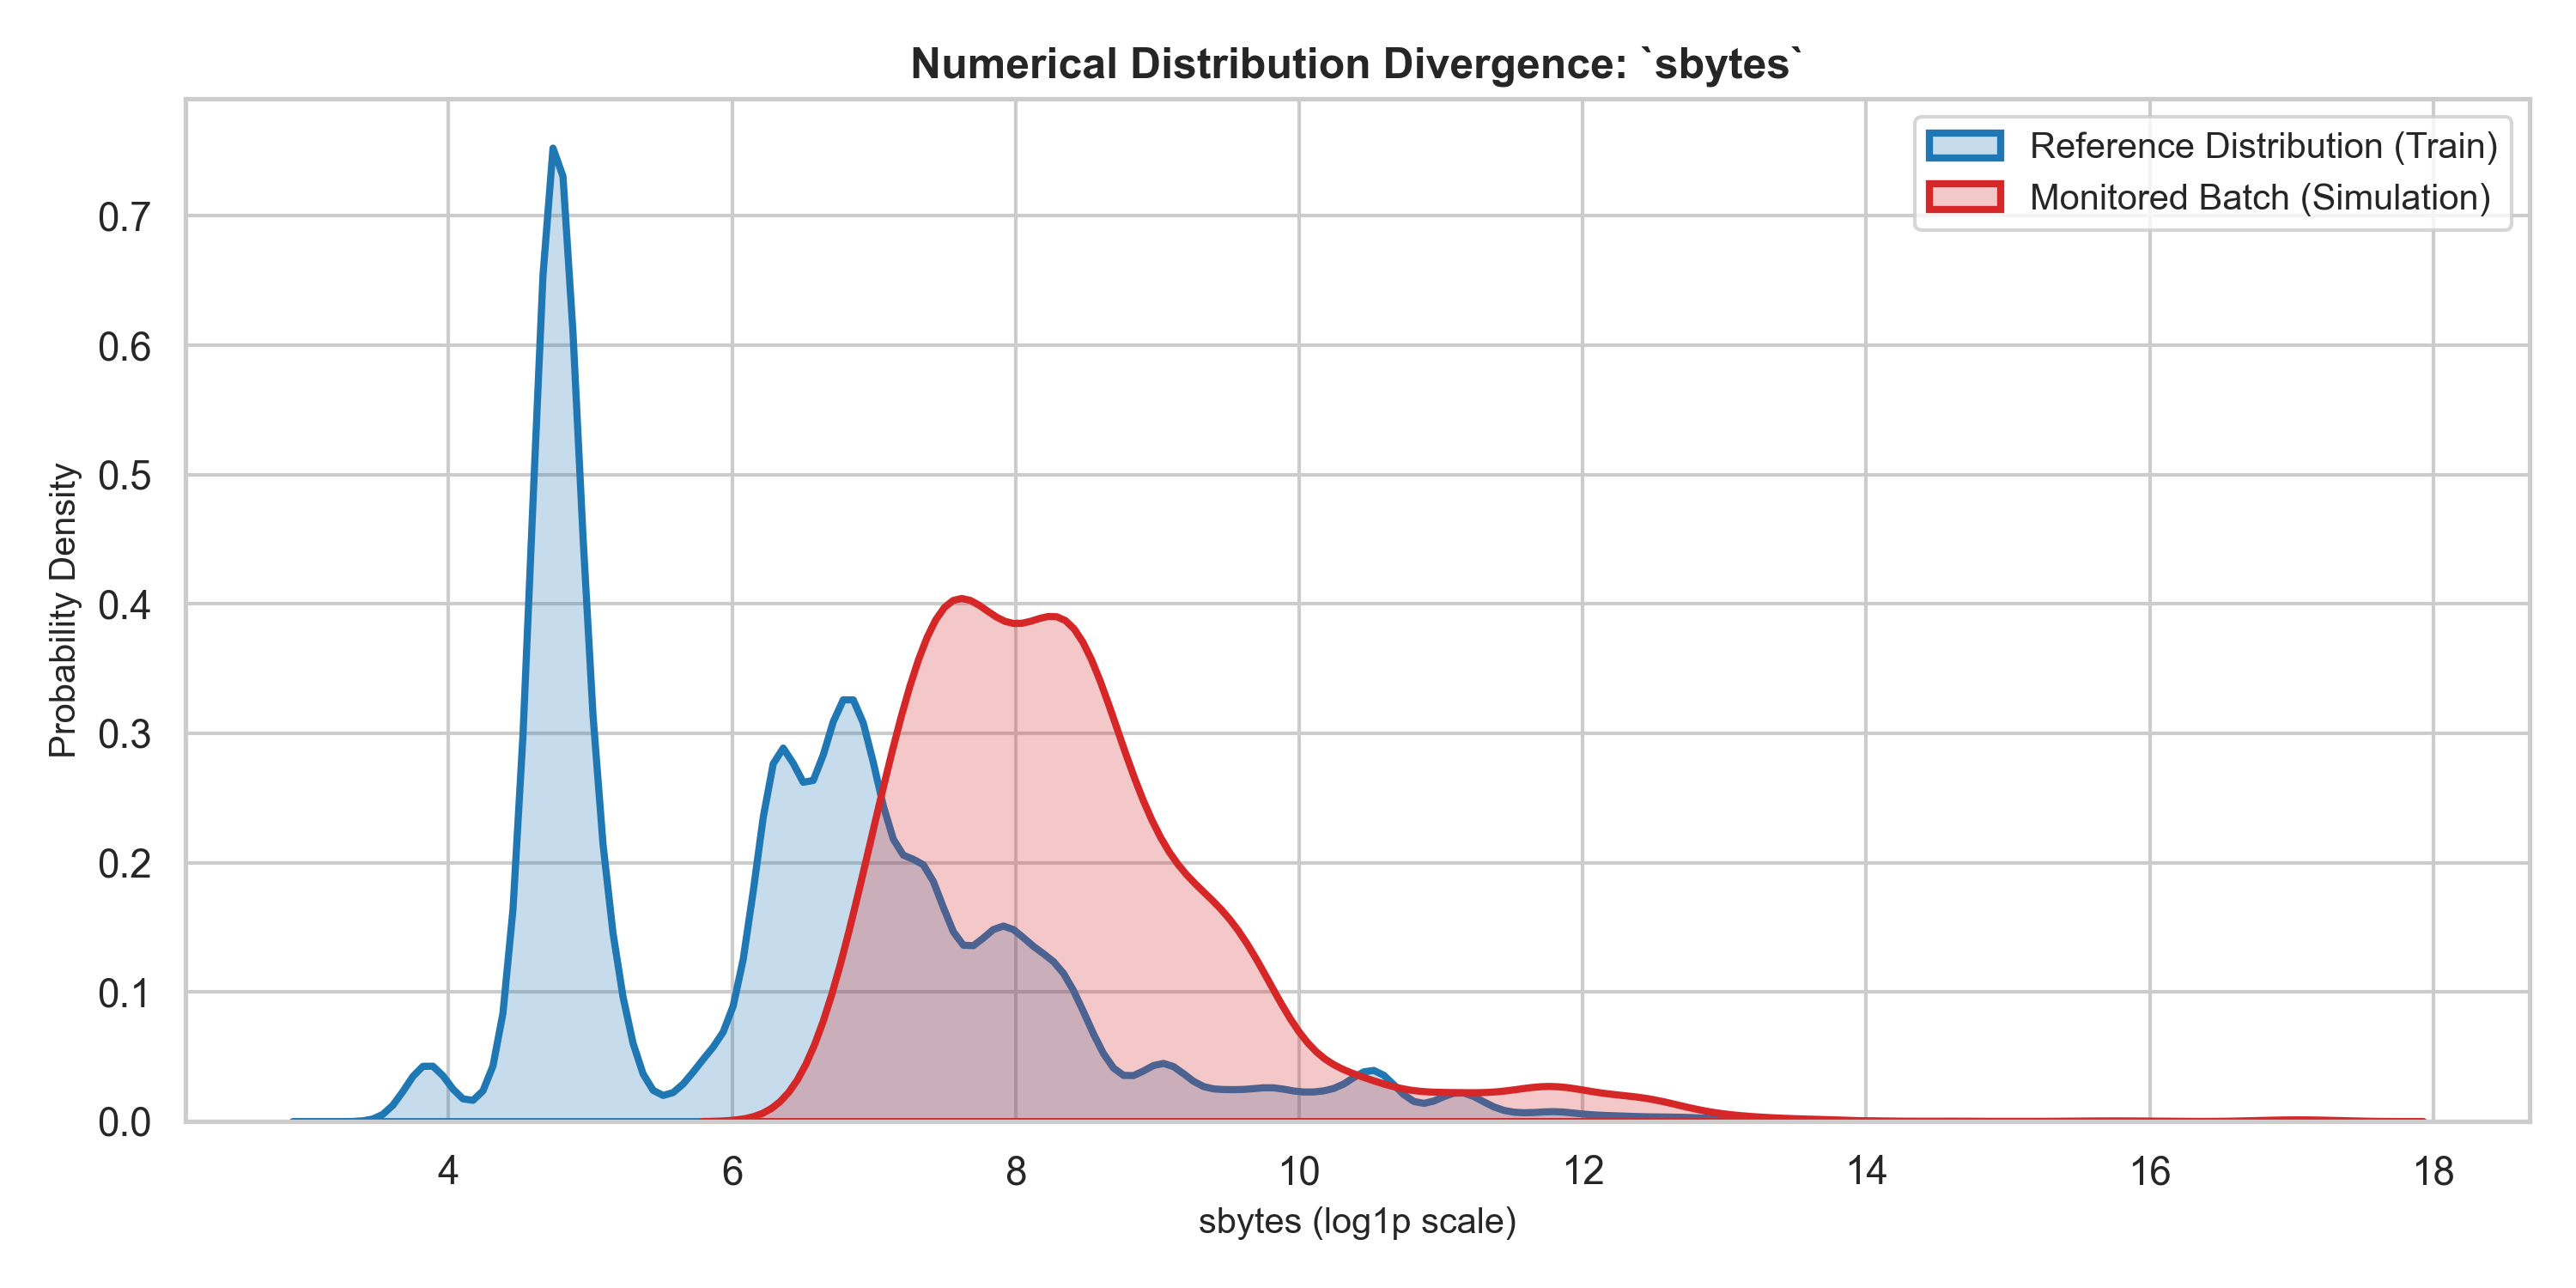 Numerical Distribution Divergence: `sbytes`
Reference Distribution (Train)
Monitored Batch (Simulation)
Probability Density
0.7
0.6
0.5
0.4
0.3
0.2
0.1
0.0
4 6 8 10 12 14 16 18
sbytes (log1p scale)